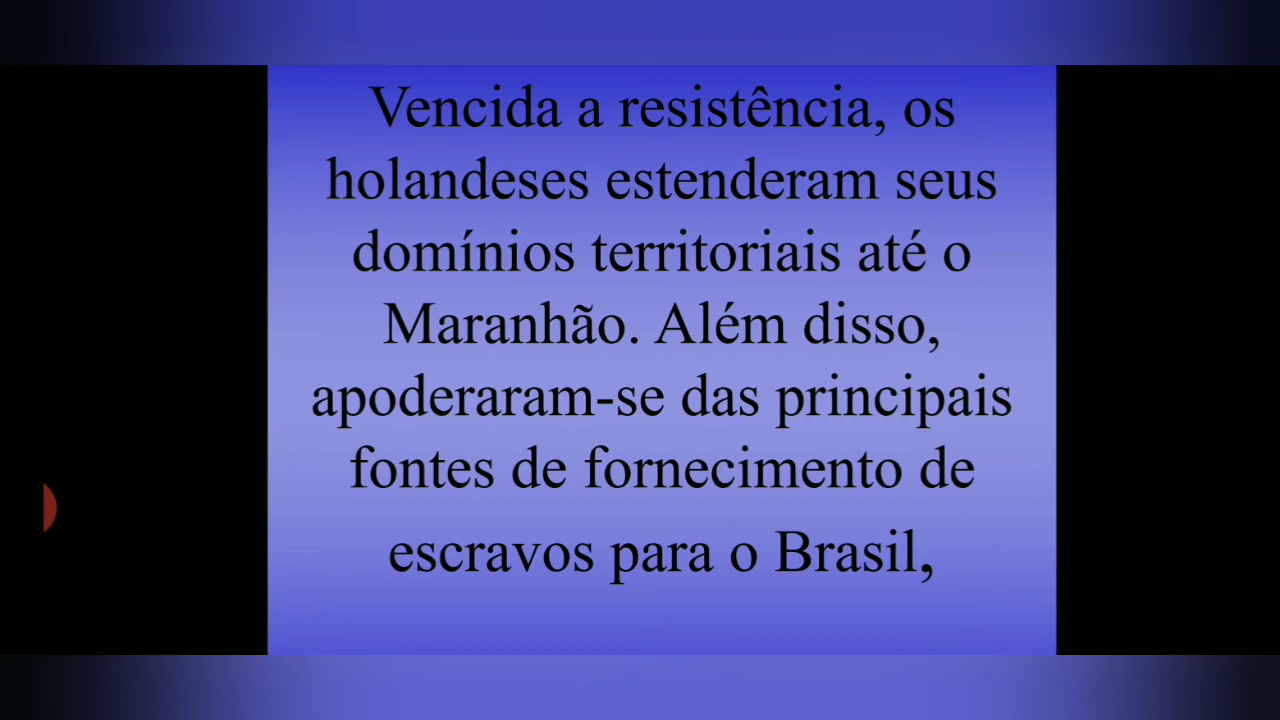 Vencida a resistência, os
holandeses estenderam seus
domínios territoriais até o
Maranhão. Além disso,
apoderaram-se das principais
fontes de fornecimento de
escravos para o Brasil,